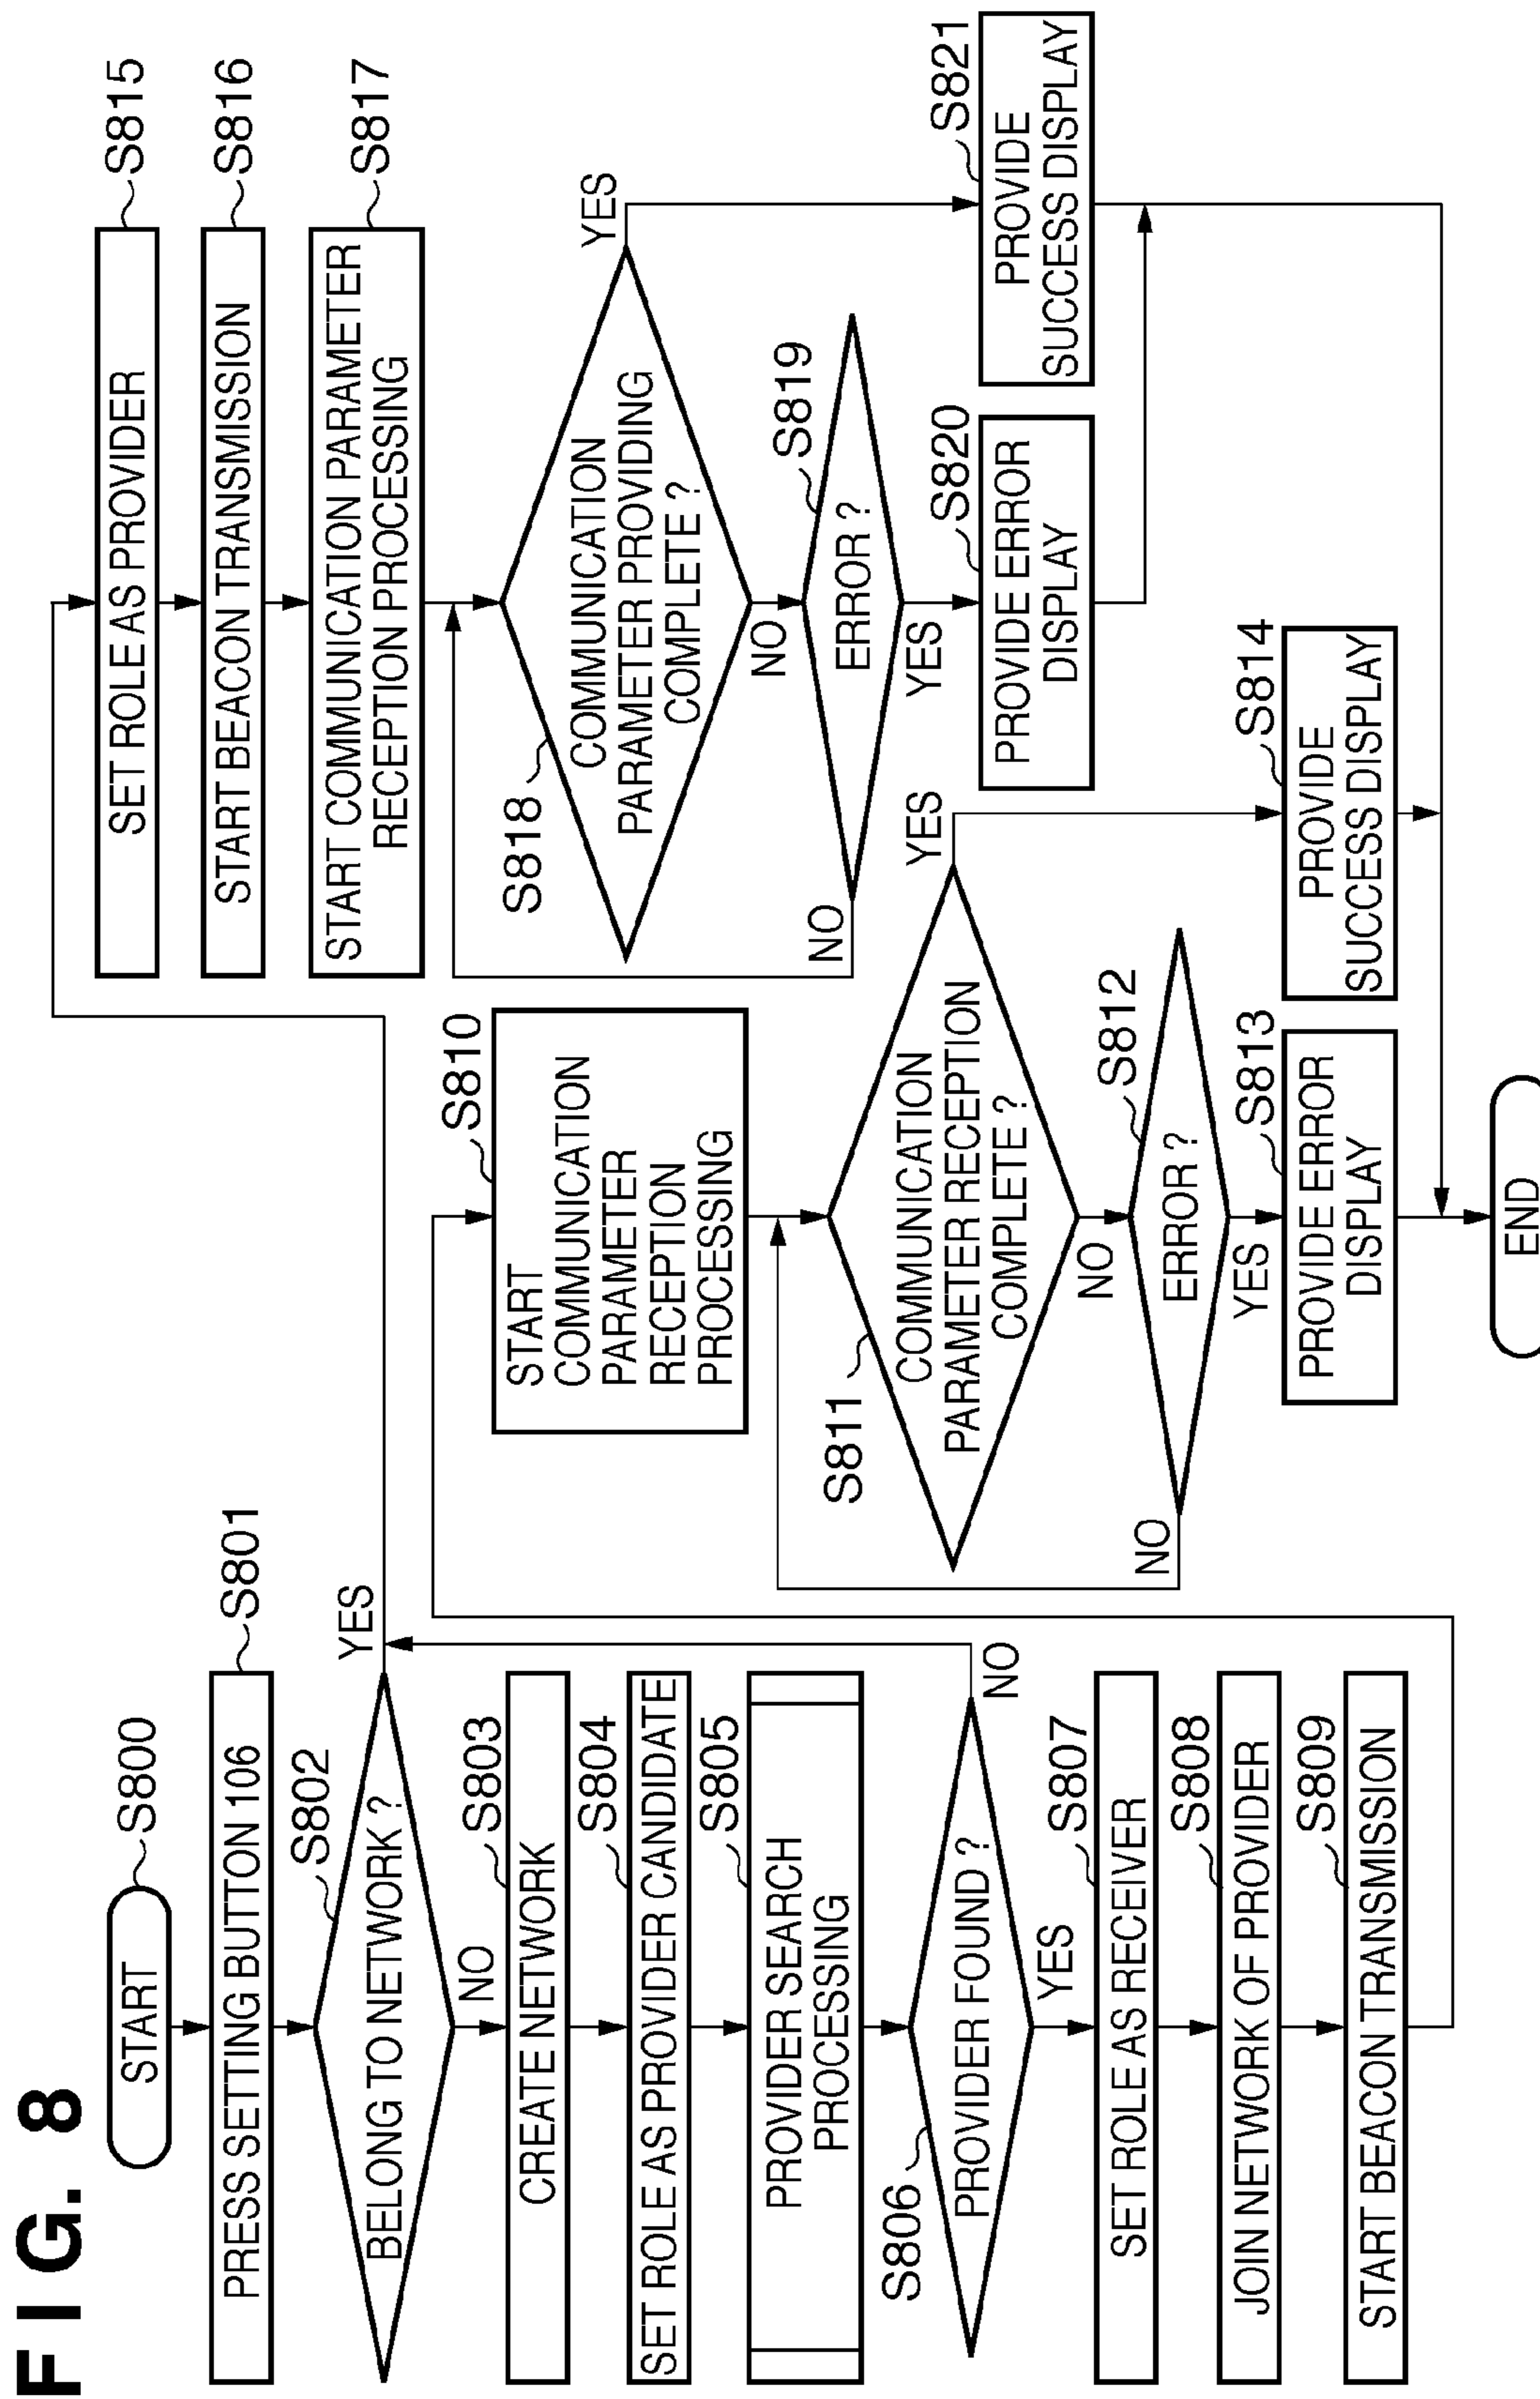 FIG. 8
START
S800
PRESS SETTING BUTTON 106
S801
BELONG TO NETWORK ?
S802
YES
NO
CREATE NETWORK
S803
SET ROLE AS PROVIDER CANDIDATE
S804
PROVIDER SEARCH
PROCESSING
S805
PROVIDER FOUND ?
S806
NO
YES
SET ROLE AS RECEIVER
S807
JOIN NETWORK OF PROVIDER
S808
START BEACON TRANSMISSION
S809
START
COMMUNICATION
PARAMETER
RECEPTION
PROCESSING
S810
COMMUNICATION
PARAMETER RECEPTION
COMPLETE ?
S811
YES
NO
ERROR ?
S812
NO
YES
PROVIDE ERROR
DISPLAY
S813
PROVIDE
SUCCESS DISPLAY
S814
SET ROLE AS PROVIDER
S815
START BEACON TRANSMISSION
S816
START COMMUNICATION PARAMETER
RECEPTION PROCESSING
S817
COMMUNICATION
PARAMETER PROVIDING
COMPLETE ?
S818
YES
NO
ERROR ?
S819
NO
YES
PROVIDE ERROR
DISPLAY
S820
PROVIDE
SUCCESS DISPLAY
S821
END